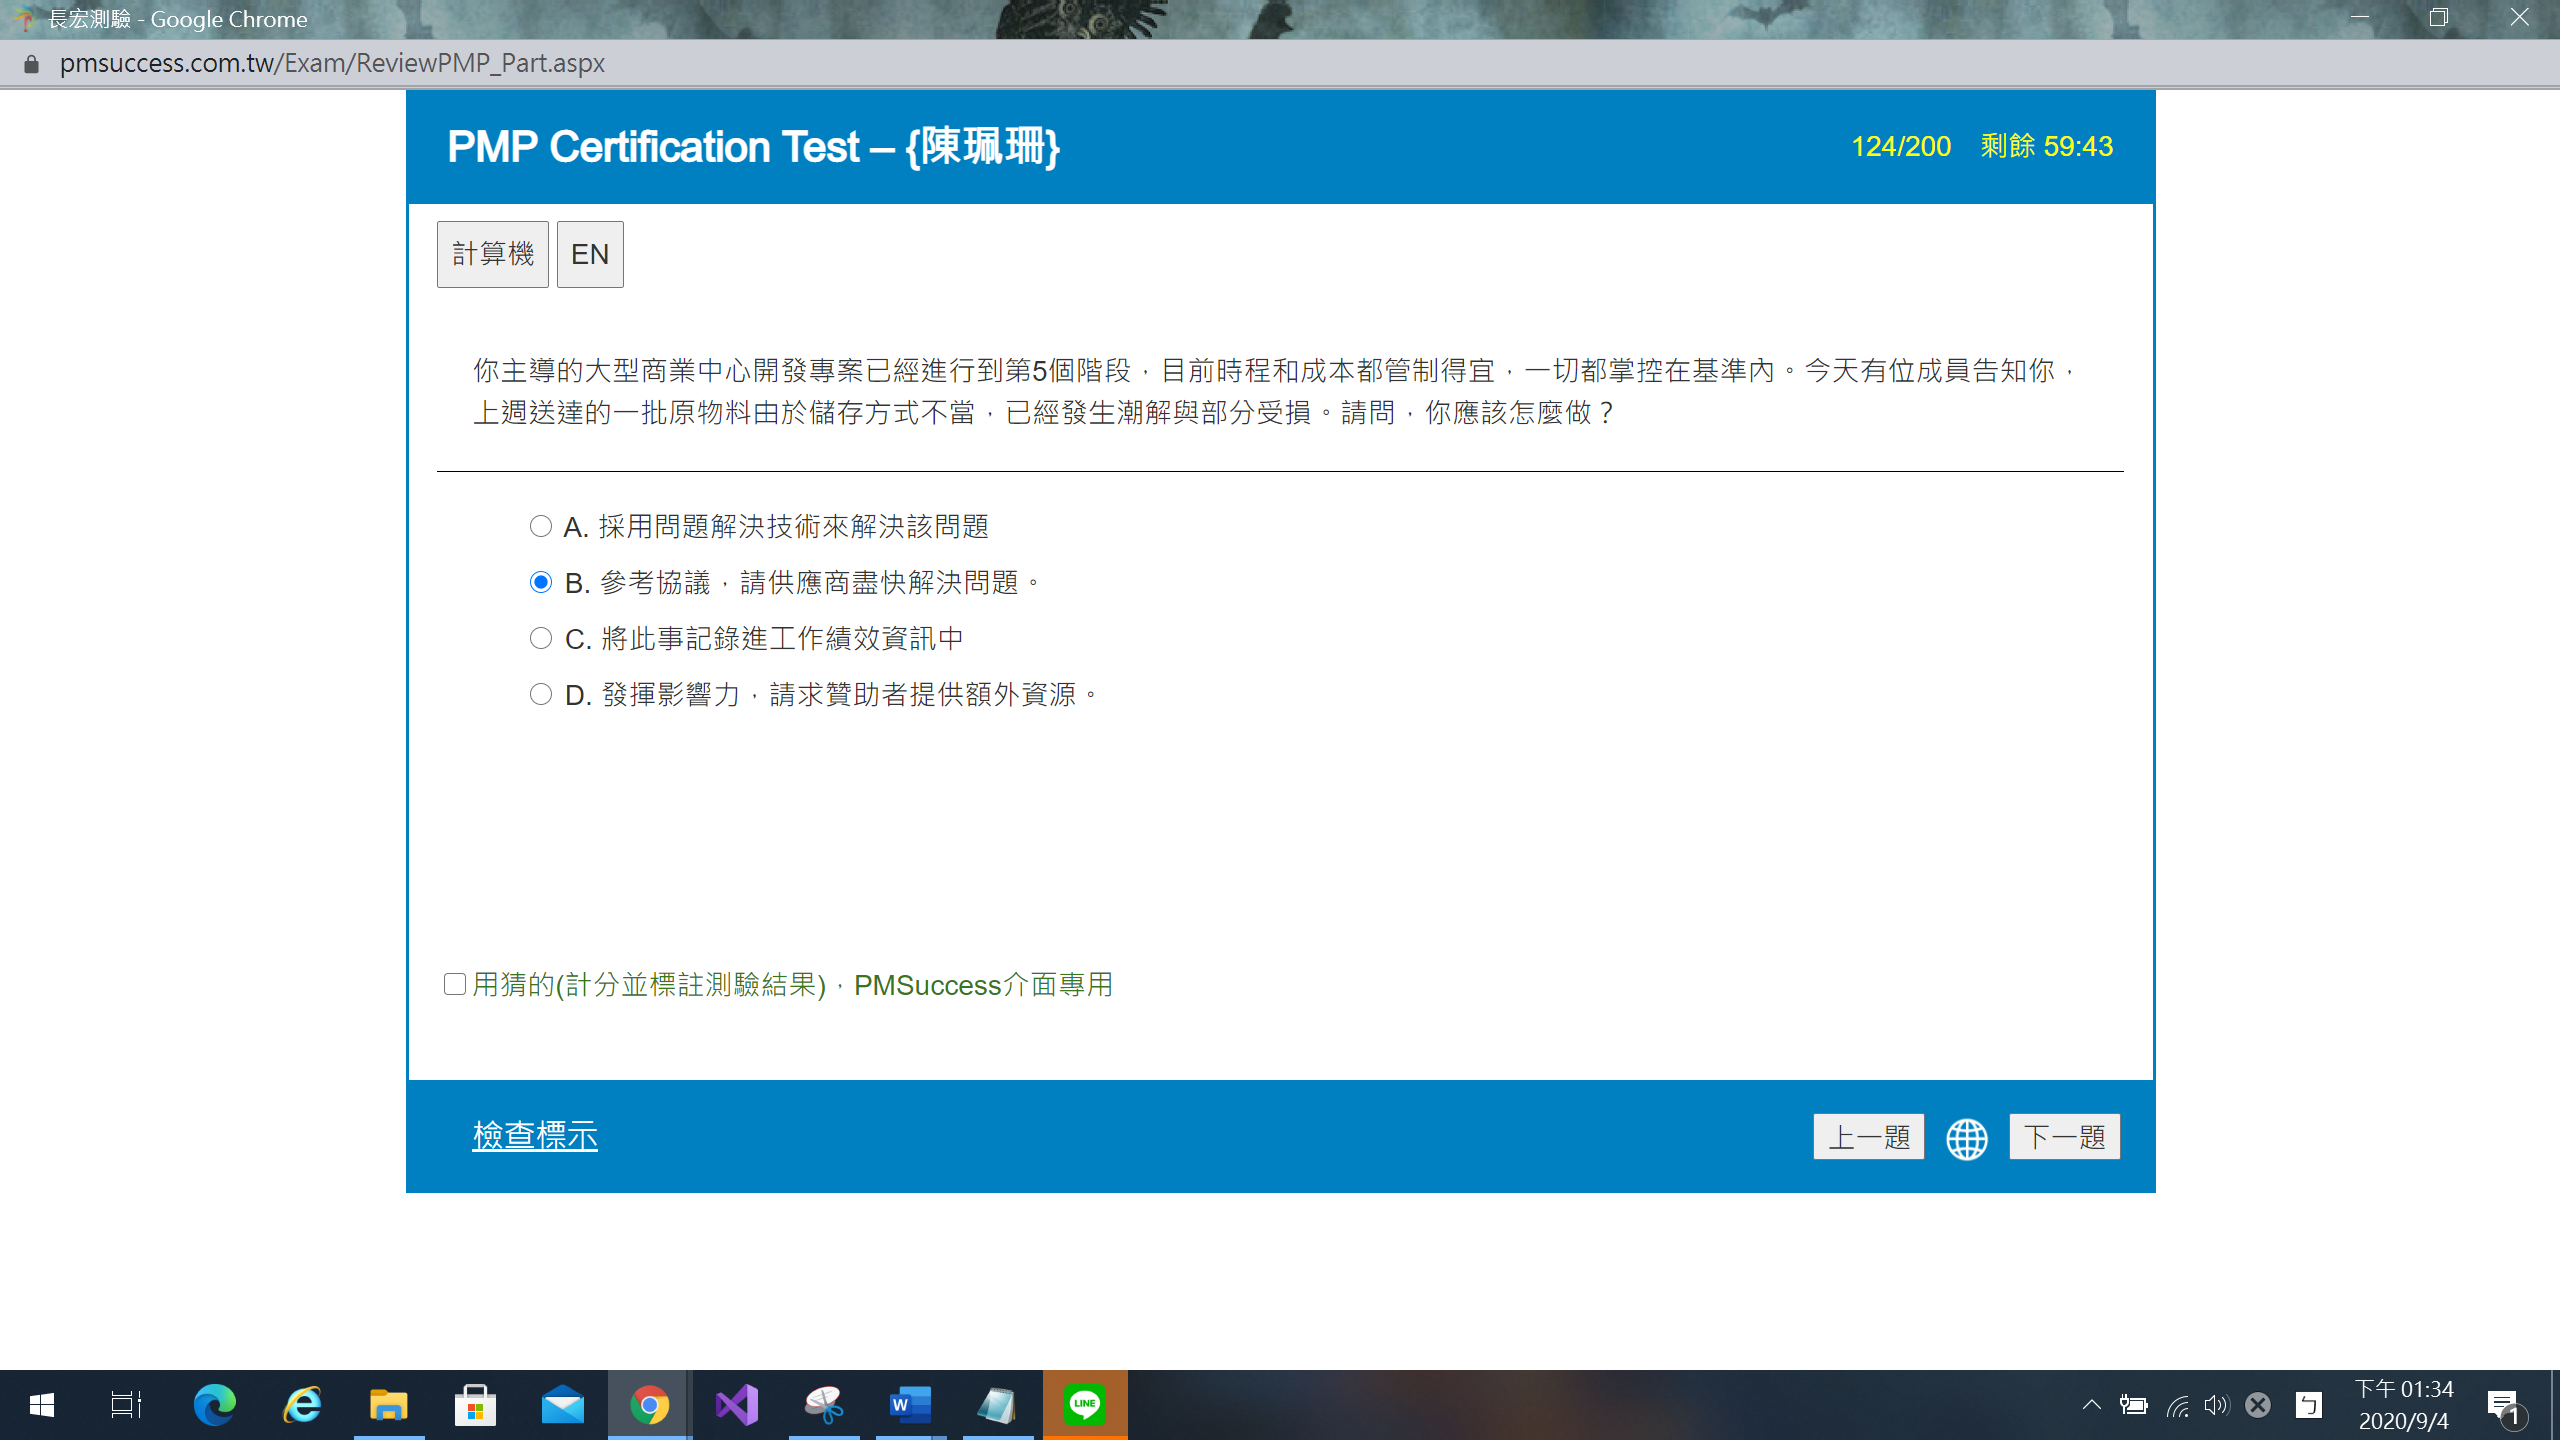 長宏測驗 - Google Chrome
pmsuccess.com.tw/Exam/ReviewPMP_Part.aspx
PMP Certification Test – {陳珮珊}
124/200 剩餘 59:43
計算機 EN
你主導的大型商業中心開發專案已經進行到第5個階段，目前時程和成本都管制得宜，一切都掌控在基準內。今天有位成員告知你，
上週送達的一批原物料由於儲存方式不當，已經發生潮解與部分受損。請問，你應該怎麼做？
A. 採用問題解決技術來解決該問題
B. 參考協議，請供應商盡快解決問題。
C. 將此事記錄進工作績效資訊中
D. 發揮影響力，請求贊助者提供額外資源。
用猜的(計分並標註測驗結果)，PMSuccess介面專用
檢查標示
上一題 下一題
W
LINE
ㄅ
下午 01:34
2020/9/4
1